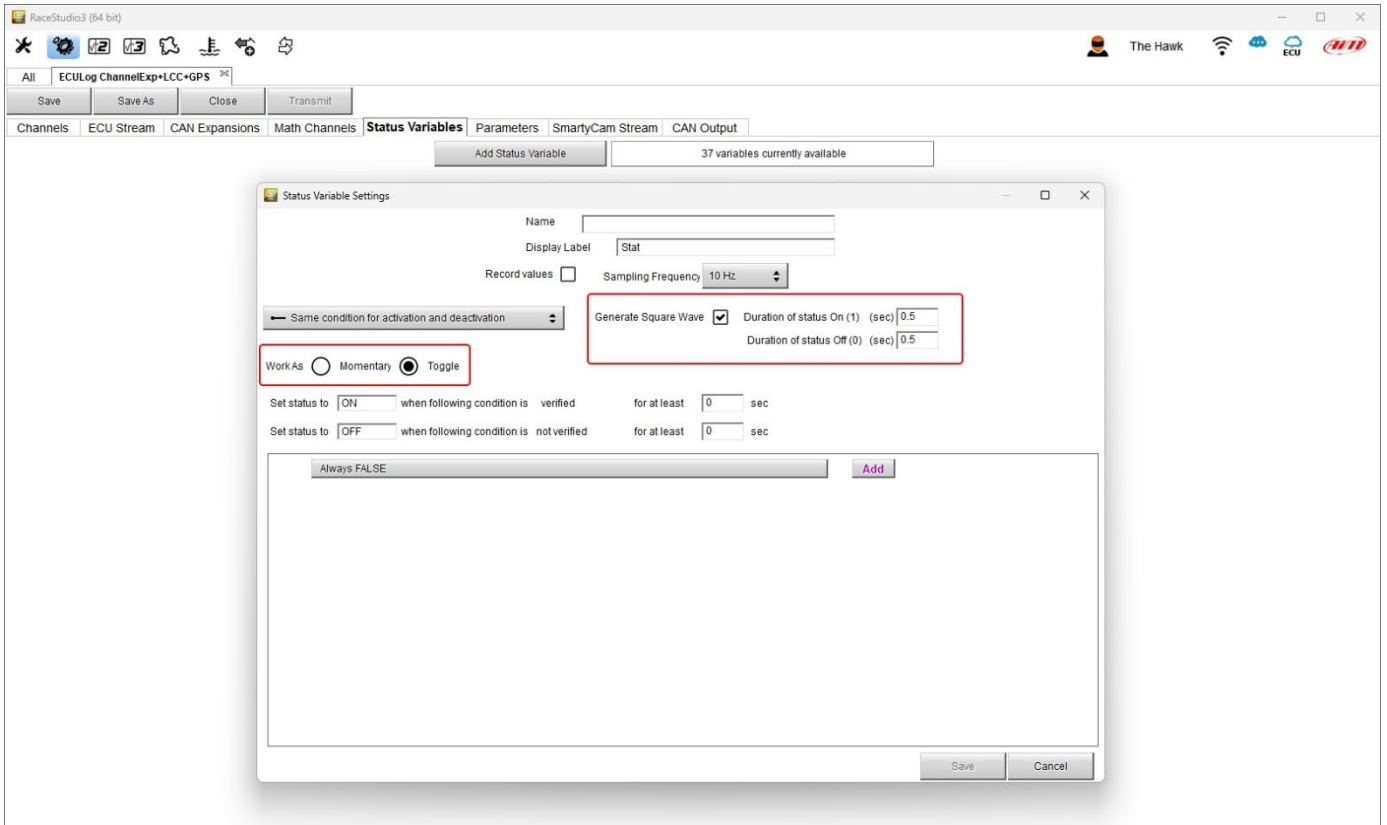 RaceStudio3 (64 bit)
The Hawk
ECU
AiM
All ECULog ChannelExp+LCC+GPS
Save Save As Close Transmit
Channels ECU Stream CAN Expansions Math Channels Status Variables Parameters SmartyCam Stream CAN Output
Add Status Variable 37 variables currently available
Status Variable Settings
Name
Display Label Stat
Record values Sampling Frequency 10 Hz
Same condition for activation and deactivation Generate Square Wave Duration of status On (1) (sec) 0.5
Duration of status Off (0) (sec) 0.5
Work As Momentary Toggle
Set status to ON when following condition is verified for at least 0 sec
Set status to OFF when following condition is not verified for at least 0 sec
Always FALSE Add
Save Cancel